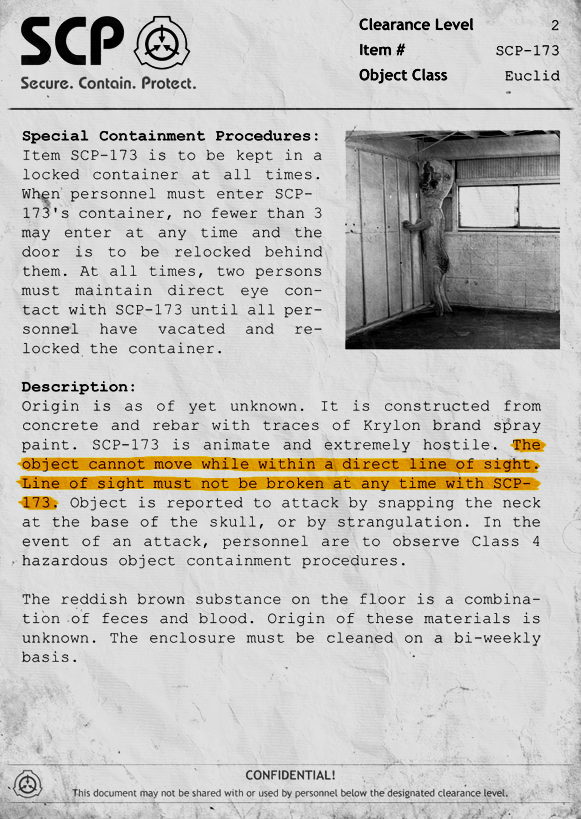 SCP
Secure. Contain. Protect.
Clearance Level 2
Item # SCP-173
Object Class Euclid
Special Containment Procedures:
Item SCP-173 is to be kept in a
locked container at all times.
When personnel must enter SCP-
173's container, no fewer than 3
may enter at any time and the
door is to be relocked behind
them. At all times, two persons
must maintain direct eye con-
tact with SCP-173 until all per-
sonnel have vacated and re-
locked the container.
Description:
Origin is as of yet unknown. It is constructed from
concrete and rebar with traces of Krylon brand spray
paint. SCP-173 is animate and extremely hostile. The
object cannot move while within a direct line of sight.
Line of sight must not be broken at any time with SCP-
173. Object is reported to attack by snapping the neck
at the base of the skull, or by strangulation. In the
event of an attack, personnel are to observe Class 4
hazardous object containment procedures.
The reddish brown substance on the floor is a combina-
tion of feces and blood. Origin of these materials is
unknown. The enclosure must be cleaned on a bi-weekly
basis.
CONFIDENTIAL!
This document may not be shared with or used by personnel below the designated clearance level.